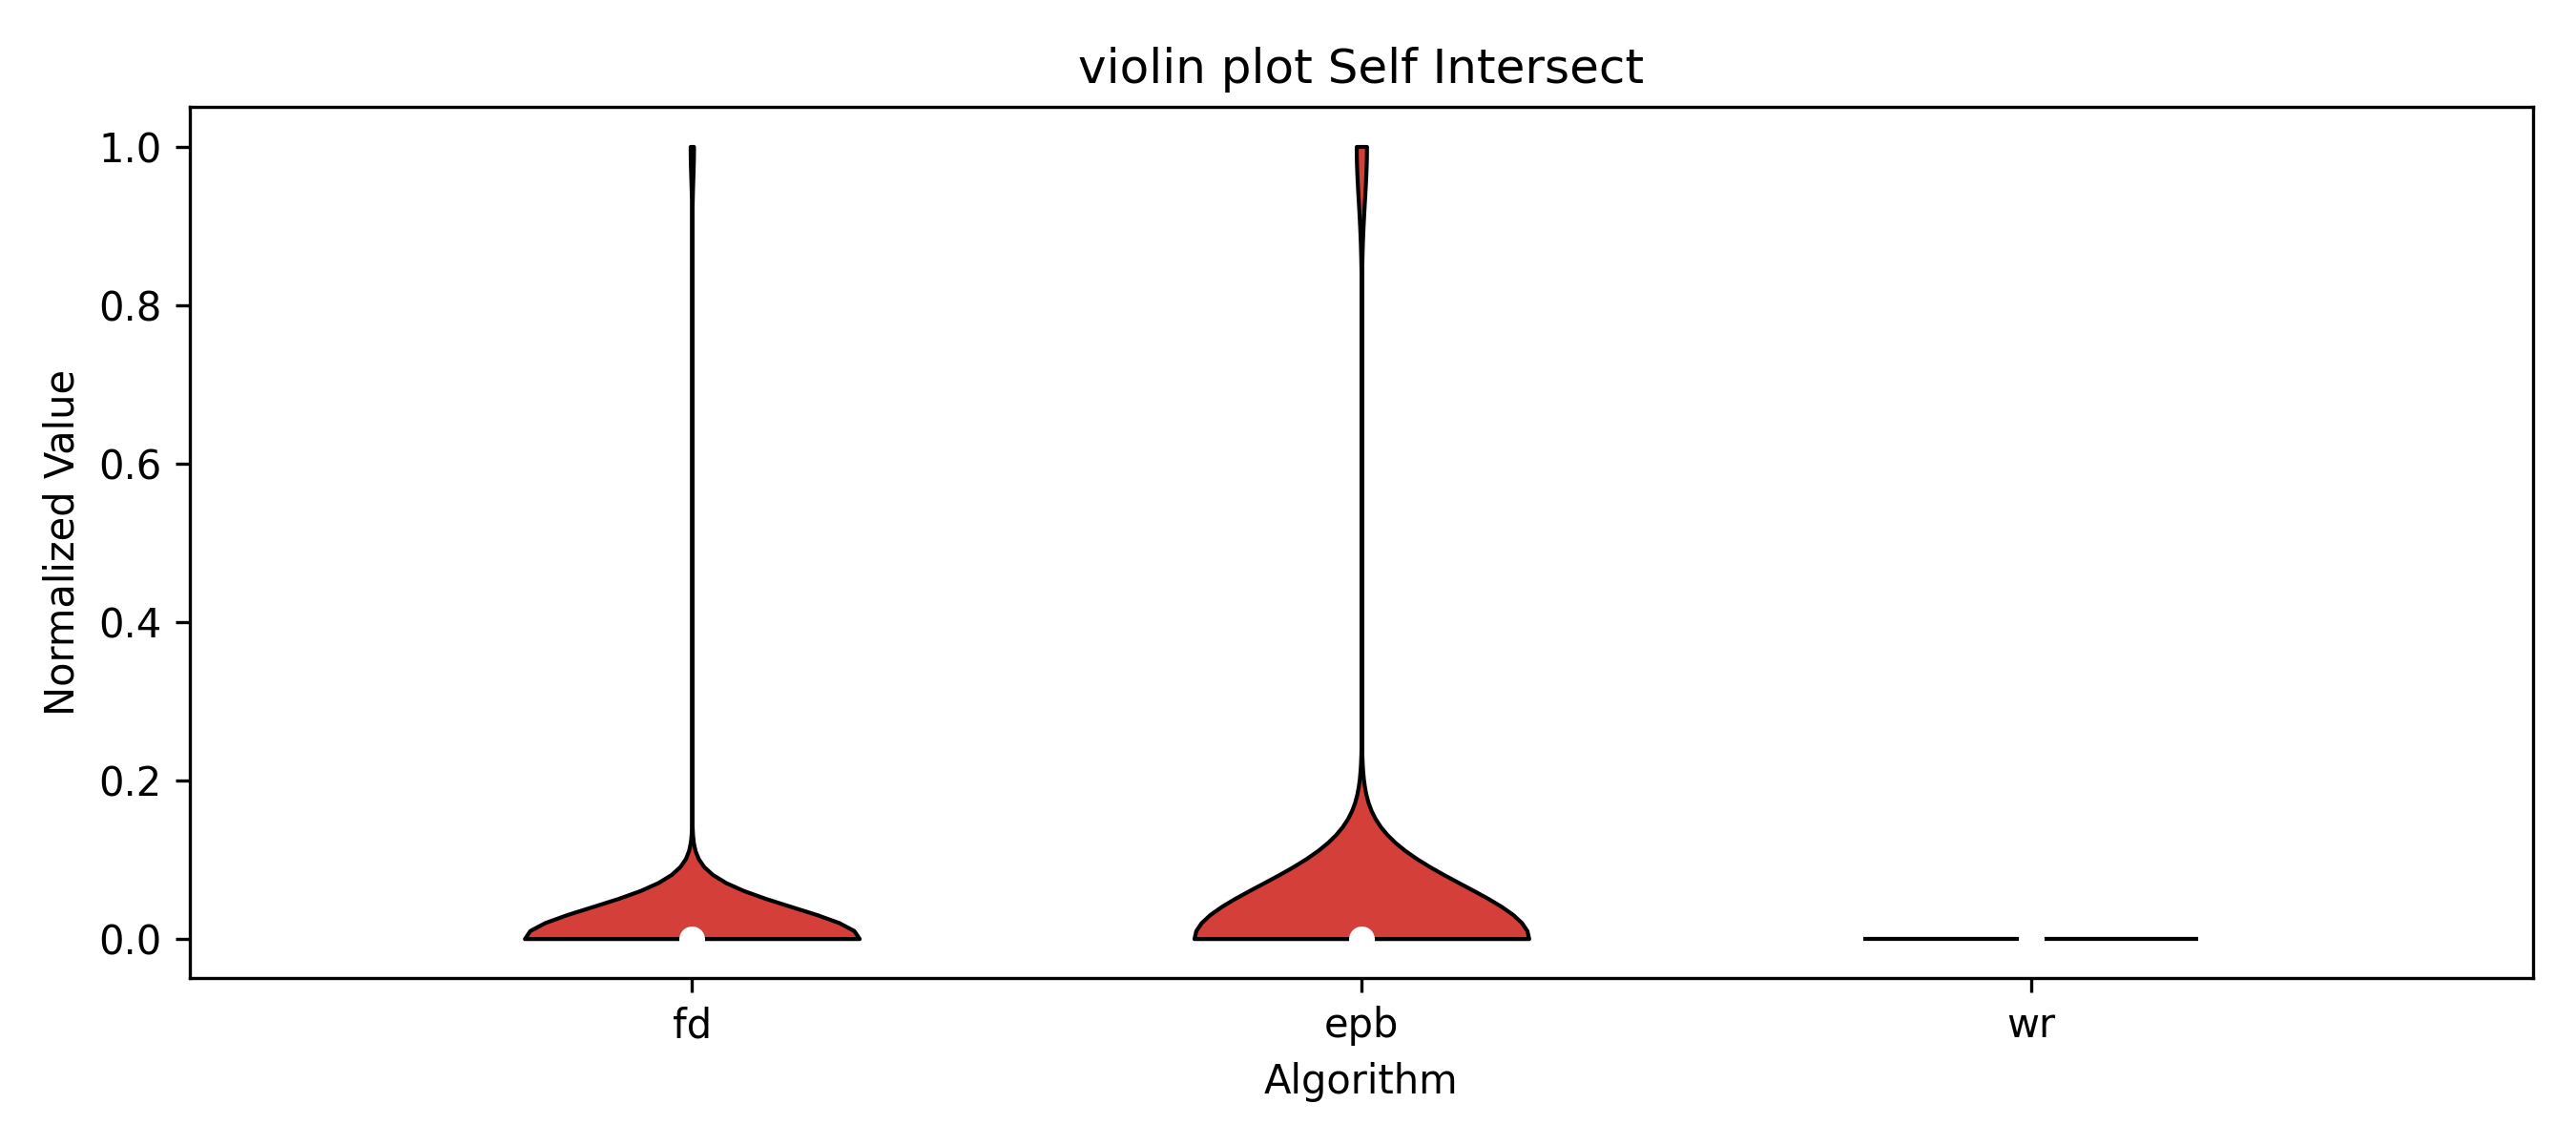 violin plot Self Intersect
Normalized Value
1.0
0.8
0.6
0.4
0.2
0.0
fd
epb
wr
Algorithm